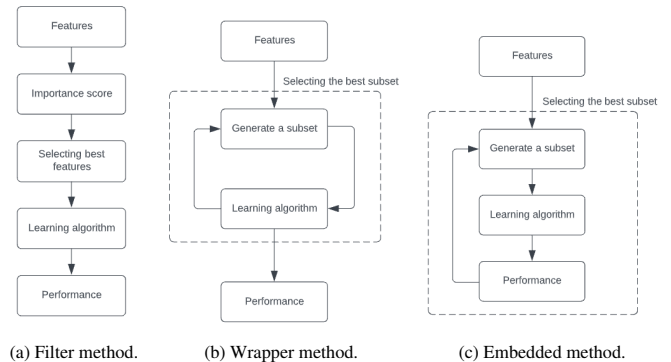 Features
Importance score
Selecting best
features
Learning algorithm
Performance
(a) Filter method.
Features
Selecting the best subset
Generate a subset
Learning algorithm
Performance
(b) Wrapper method.
Features
Selecting the best subset
Generate a subset
Learning algorithm
Performance
(c) Embedded method.